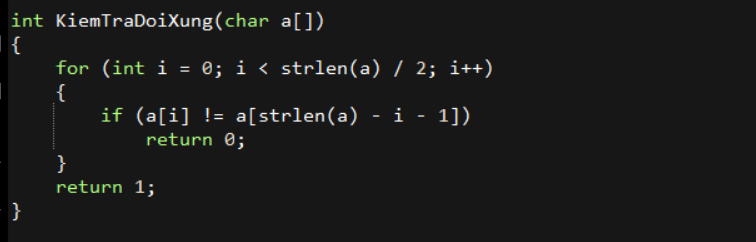 int KiemTraDoiXung(char a[])
{
    for (int i = 0; i < strlen(a) / 2; i++)
    {
        if (a[i] != a[strlen(a) - i - 1])
            return 0;
    }
    return 1;
}